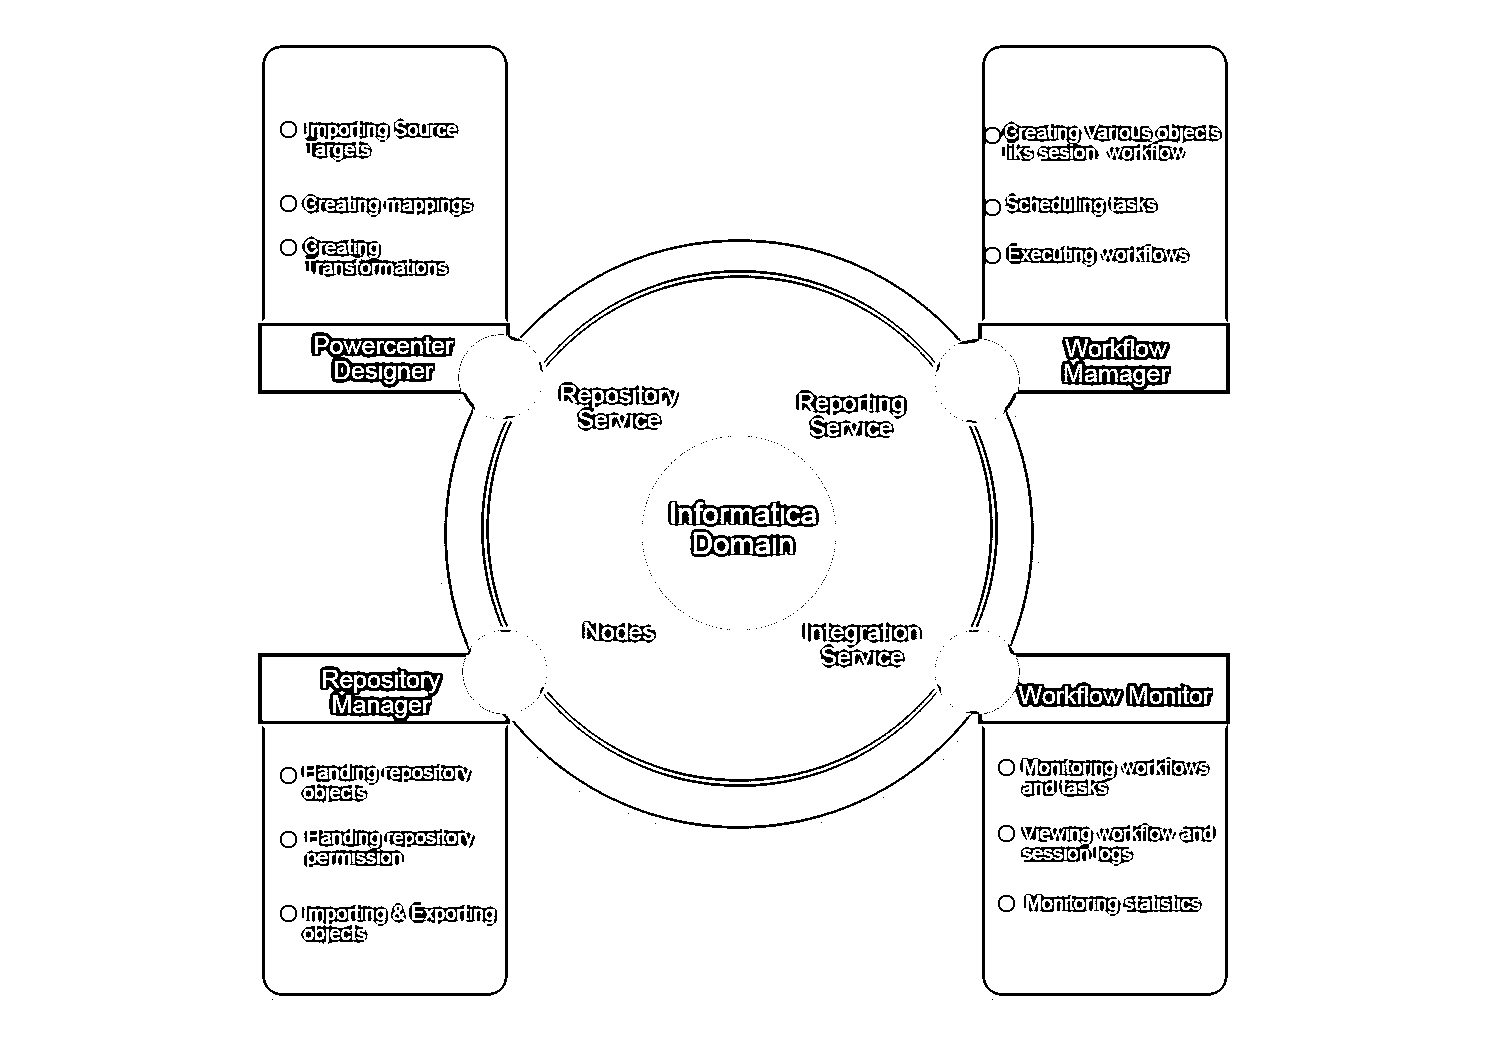 Importing Source
Targets
Creating mappings
Creating
Transformations
Powercenter
Designer
Creating Various objects
liks sesion, workflow
Scheduling tasks
Executing workflows
Workflow
Mamager
Repository
Service
Reporting
Service
Informatica
Domain
Nodes
Integration
Service
Repository
Manager
Handing repository
objects
Handing repository
permission
Importing & Exporting
objects
Workflow Monitor
Monitoring workflows
and tasks
Viewing workflow and
session logs
Monitoring statistics